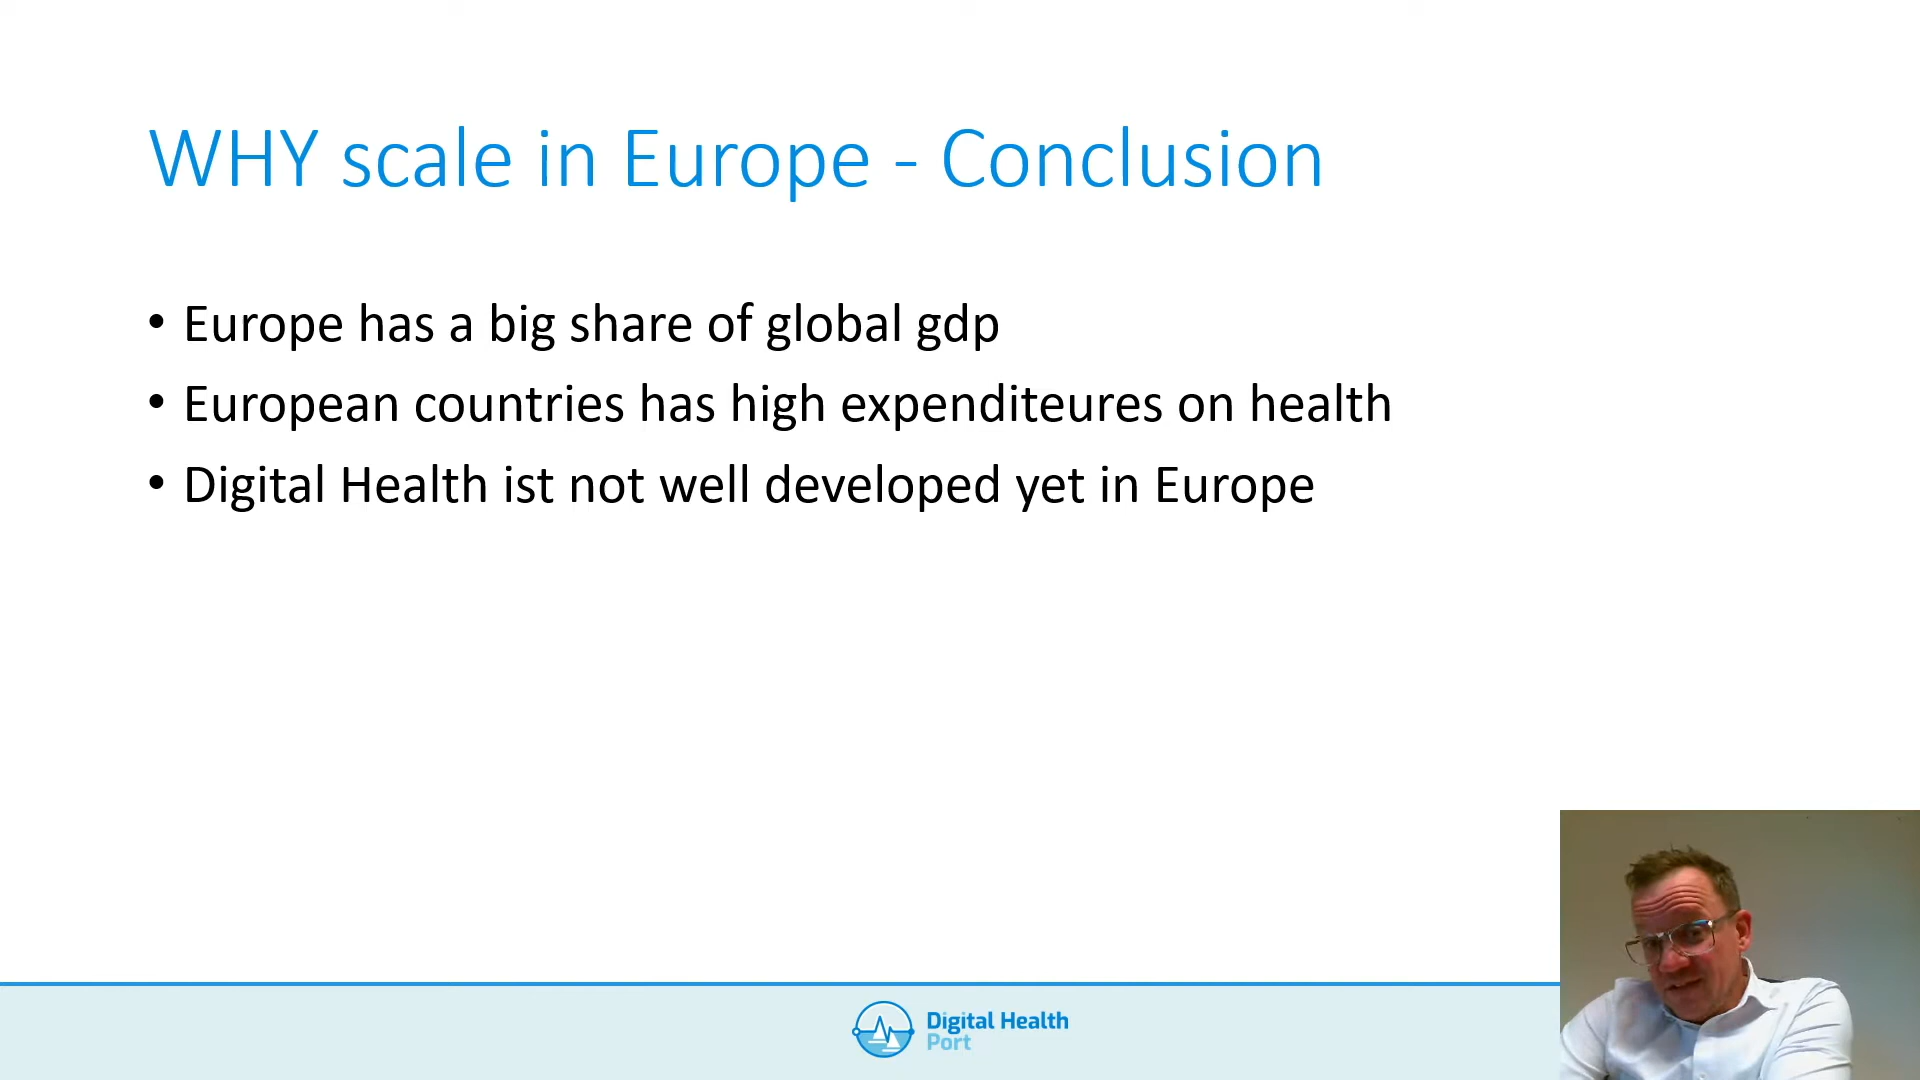 WHY scale in Europe - Conclusion
• Europe has a big share of global gdp
• European countries has high expenditeures on health
• Digital Health ist not well developed yet in Europe
Digital Health
Port